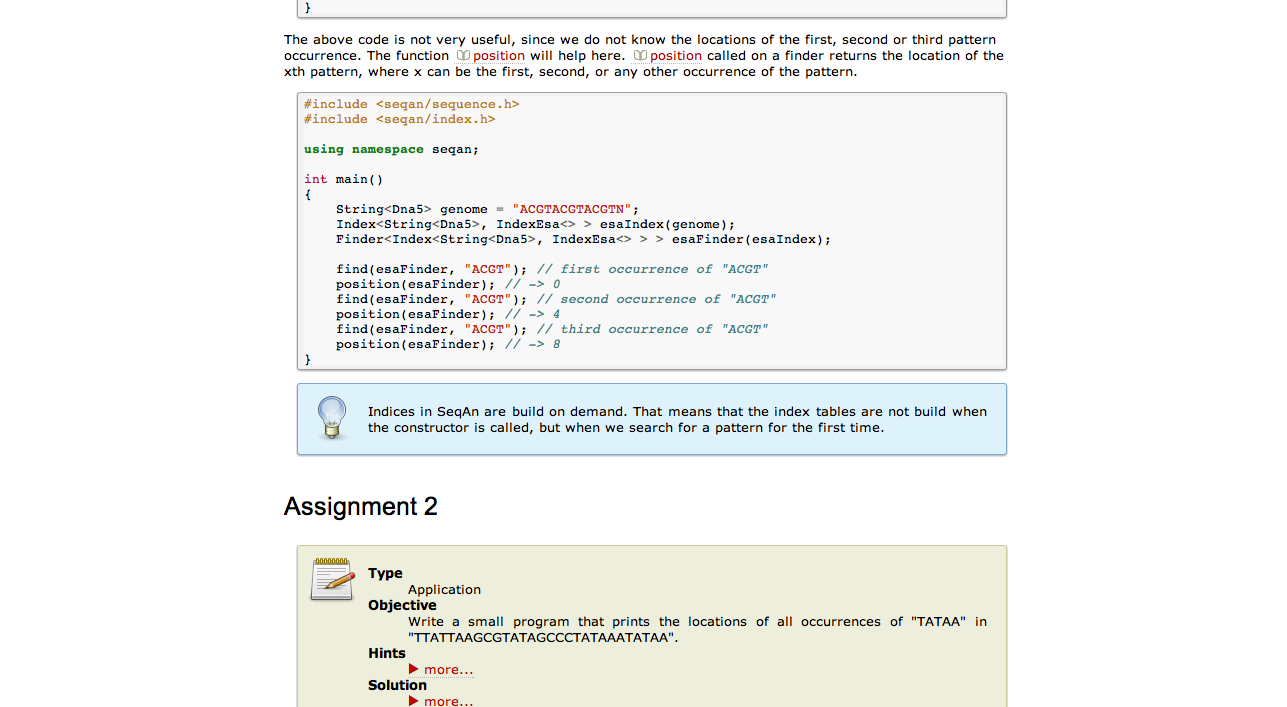 }
The above code is not very useful, since we do not know the locations of the first, second or third pattern
occurrence. The function position will help here. position called on a finder returns the location of the
xth pattern, where x can be the first, second, or any other occurrence of the pattern.
#include <seqan/sequence.h>
#include <seqan/index.h>
using namespace seqan;
int main()
{
String<Dna5> genome = "ACGTACGTACGTN";
Index<String<Dna5>, IndexEsa<> > esaIndex(genome);
Finder<Index<String<Dna5>, IndexEsa<> > > esaFinder(esaIndex);
find(esaFinder, "ACGT"); // first occurrence of "ACGT"
position(esaFinder); // -> 0
find(esaFinder, "ACGT"); // second occurrence of "ACGT"
position(esaFinder); // -> 4
find(esaFinder, "ACGT"); // third occurrence of "ACGT"
position(esaFinder); // -> 8
}
Indices in SeqAn are build on demand. That means that the index tables are not build when
the constructor is called, but when we search for a pattern for the first time.
Assignment 2
Type
Application
Objective
Write a small program that prints the locations of all occurrences of "TATAA" in
"TTATTAAGCGTATAGCCCTATAAATATAA".
Hints
more...
Solution
more...